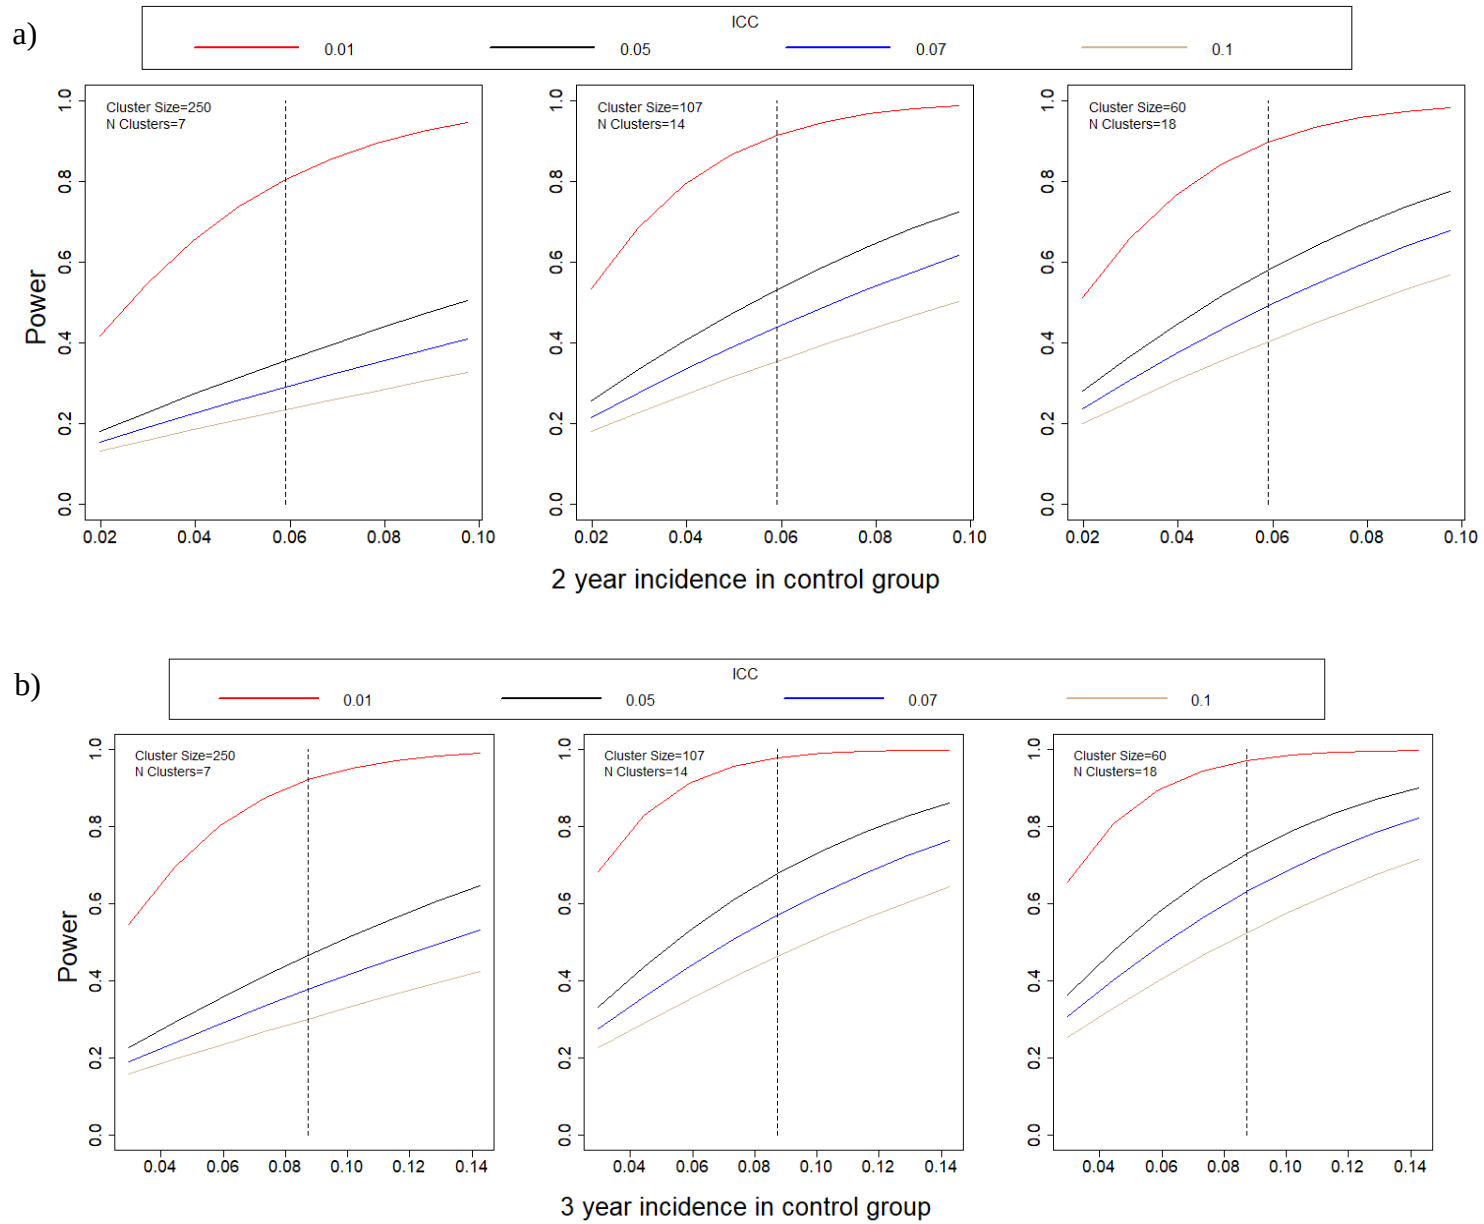 a)
ICC
0.01 0.05 0.07 0.1
Cluster Size=250
N Clusters=7
Cluster Size=107
N Clusters=14
Cluster Size=60
N Clusters=18
Power
0.0 0.2 0.4 0.6 0.8 1.0
0.0 0.2 0.4 0.6 0.8 1.0
0.0 0.2 0.4 0.6 0.8 1.0
0.02 0.04 0.06 0.08 0.10
0.02 0.04 0.06 0.08 0.10
0.02 0.04 0.06 0.08 0.10
2 year incidence in control group
b)
ICC
0.01 0.05 0.07 0.1
Cluster Size=250
N Clusters=7
Cluster Size=107
N Clusters=14
Cluster Size=60
N Clusters=18
Power
0.0 0.2 0.4 0.6 0.8 1.0
0.0 0.2 0.4 0.6 0.8 1.0
0.0 0.2 0.4 0.6 0.8 1.0
0.04 0.06 0.08 0.10 0.12 0.14
0.04 0.06 0.08 0.10 0.12 0.14
0.04 0.06 0.08 0.10 0.12 0.14
3 year incidence in control group